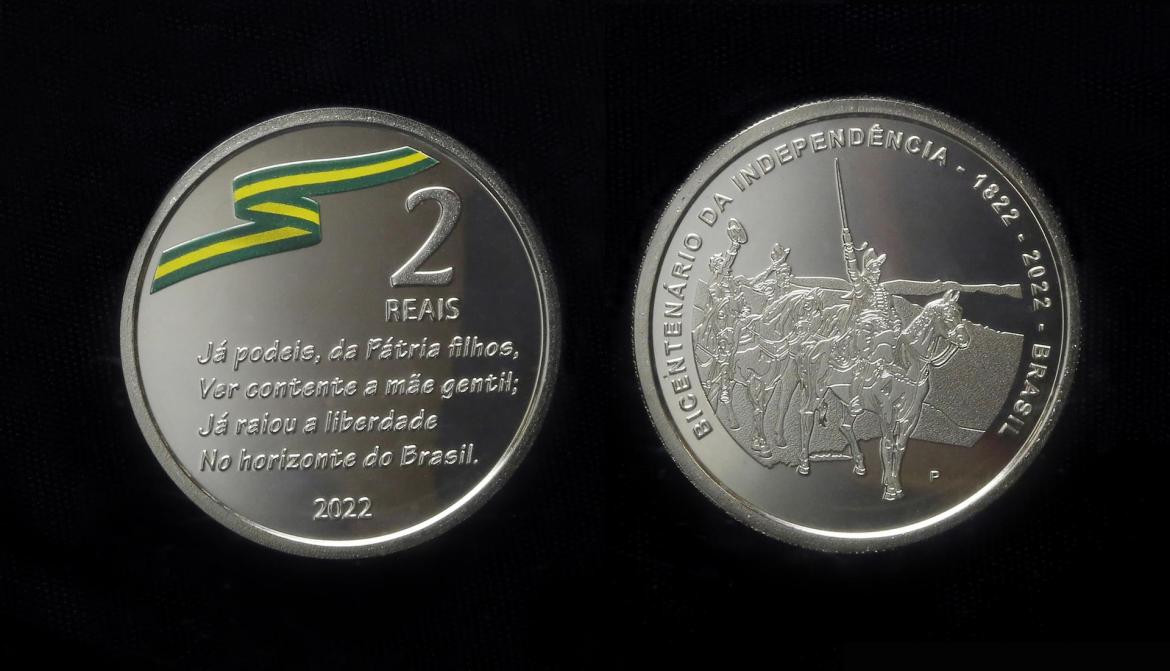 2
REAIS
Já podeis, da Pátria filhos,
Ver contente a mãe gentil;
Já raiou a liberdade
No horizonte do Brasil.
2022
BICENTENÁRIO DA INDEPENDÊNCIA - 1822 - 2022 - BRASIL
P